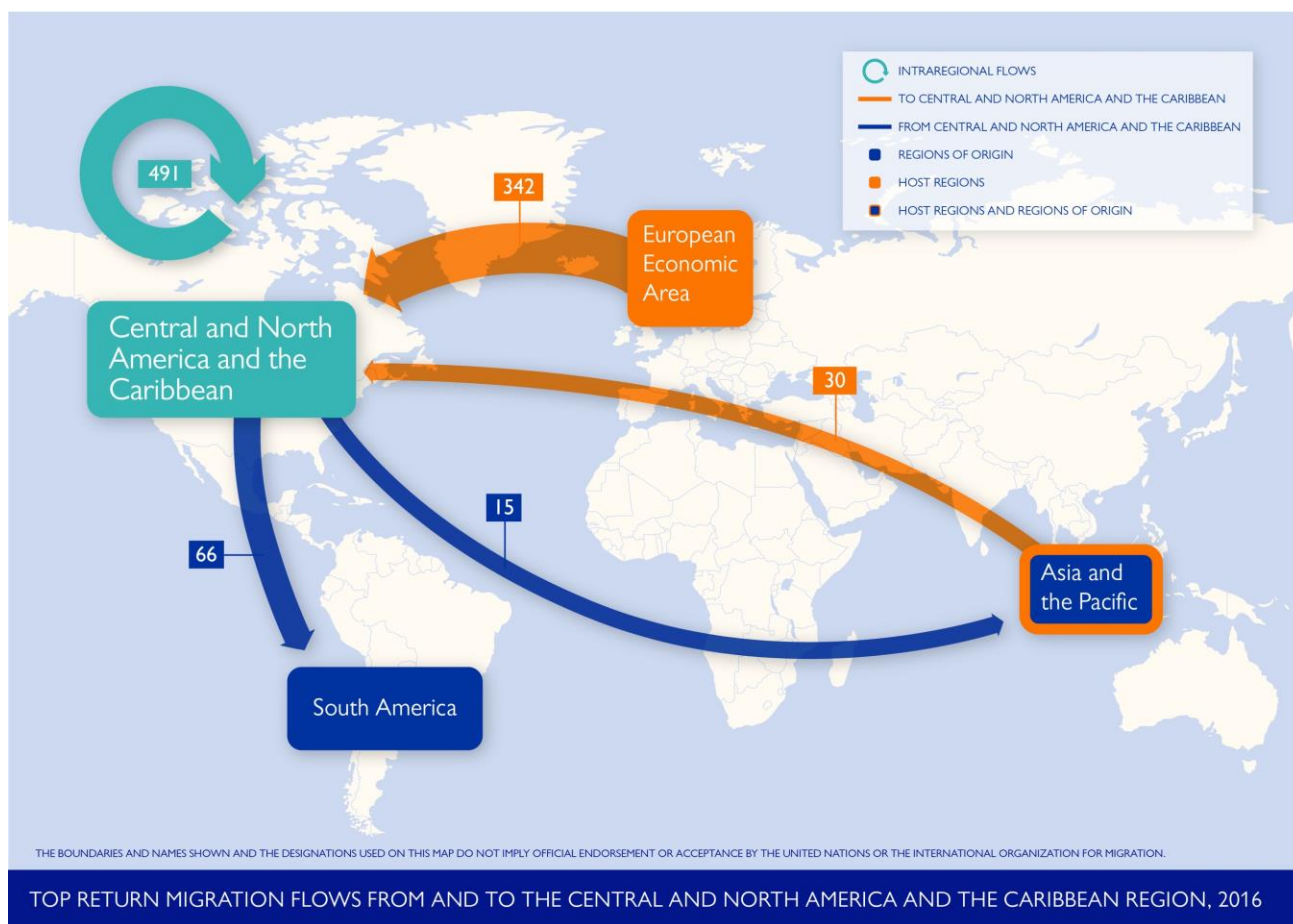 INTRAREGIONAL FLOWS
TO CENTRAL AND NORTH AMERICA AND THE CARIBBEAN
FROM CENTRAL AND NORTH AMERICA AND THE CARIBBEAN
REGIONS OF ORIGIN
HOST REGIONS
HOST REGIONS AND REGIONS OF ORIGIN
491
342
European
Economic
Area
Central and North
America and the
Caribbean
30
15
66
Asia and
the Pacific
South America
THE BOUNDARIES AND NAMES SHOWN AND THE DESIGNATIONS USED ON THIS MAP DO NOT IMPLY OFFICIAL ENDORSEMENT OR ACCEPTANCE BY THE UNITED NATIONS OR THE INTERNATIONAL ORGANIZATION FOR MIGRATION.
TOP RETURN MIGRATION FLOWS FROM AND TO THE CENTRAL AND NORTH AMERICA AND THE CARIBBEAN REGION, 2016